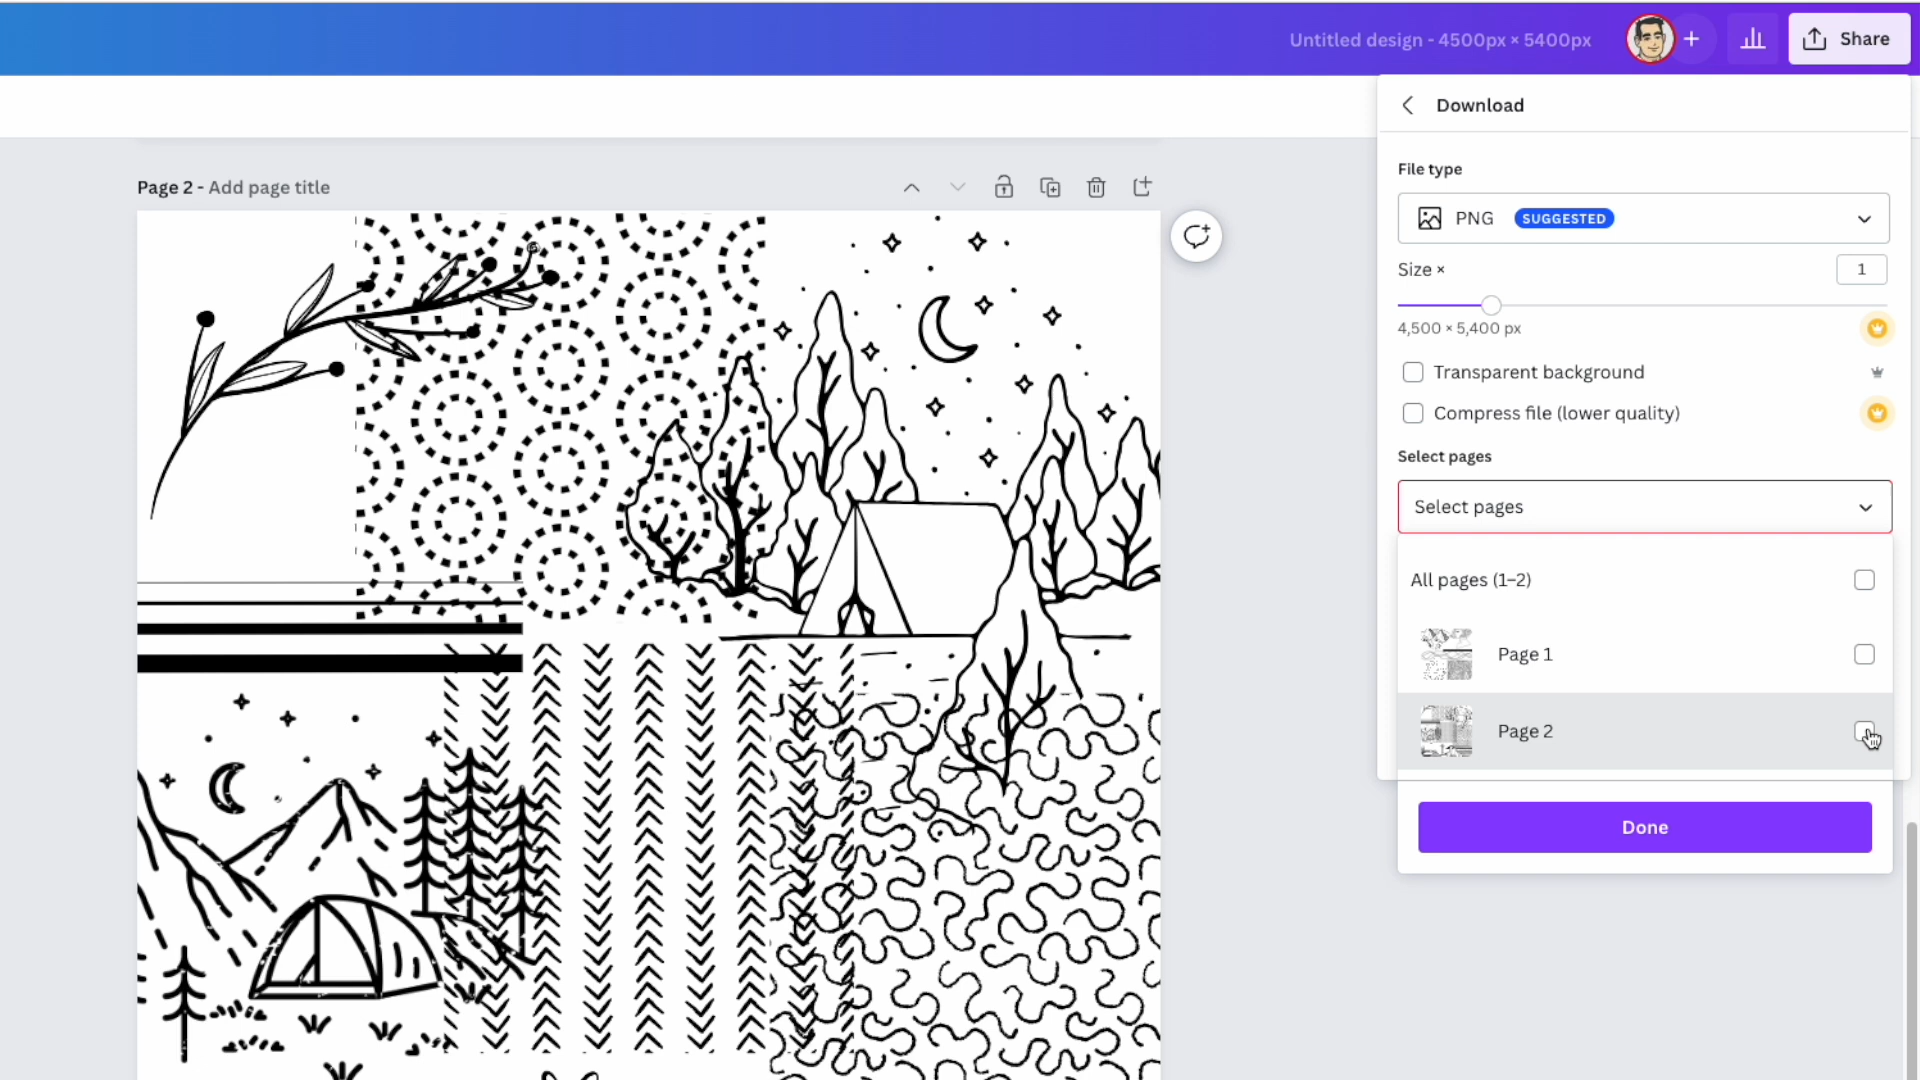 Untitled design - 4500px × 5400px
Share
Download
Page 2 - Add page title
File type
PNG SUGGESTED
Size ×
1
4,500 × 5,400 px
Transparent background
Compress file (lower quality)
Select pages
Select pages
All pages (1–2)
Page 1
Page 2
Done